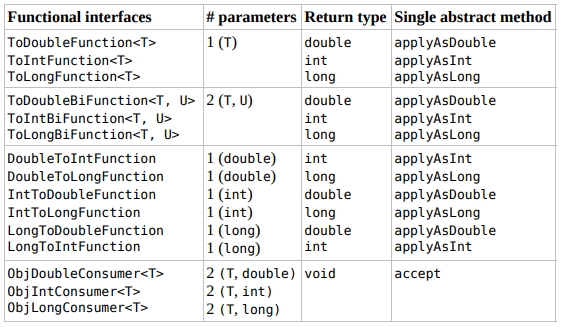 Functional interfaces # parameters Return type Single abstract method
ToDoubleFunction<T> 1 (T) double applyAsDouble
ToIntFunction<T> int applyAsInt
ToLongFunction<T> long applyAsLong
ToDoubleBiFunction<T, U> 2 (T, U) double applyAsDouble
ToIntBiFunction<T, U> int applyAsInt
ToLongBiFunction<T, U> long applyAsLong
DoubleToIntFunction 1 (double) int applyAsInt
DoubleToLongFunction 1 (double) long applyAsLong
IntToDoubleFunction 1 (int) double applyAsDouble
IntToLongFunction 1 (int) long applyAsLong
LongToDoubleFunction 1 (long) double applyAsDouble
LongToIntFunction 1 (long) int applyAsInt
ObjDoubleConsumer<T> 2 (T, double) void accept
ObjIntConsumer<T> 2 (T, int)
ObjLongConsumer<T> 2 (T, long)